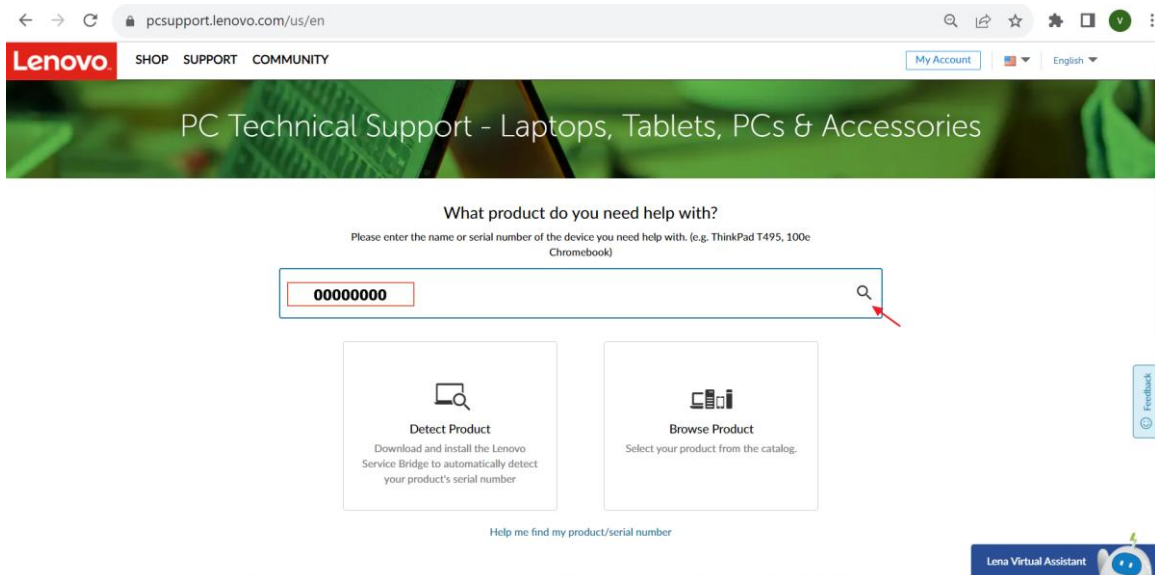 pcsupport.lenovo.com/us/en
V
Lenovo.
SHOP SUPPORT COMMUNITY
My Account
English
PC Technical Support - Laptops, Tablets, PCs & Accessories
What product do you need help with?
Please enter the name or serial number of the device you need help with. (e.g. ThinkPad T495, 100e
Chromebook)
00000000
Detect Product
Download and install the Lenovo
Service Bridge to automatically detect
your product's serial number
Browse Product
Select your product from the catalog.
Feedback
Help me find my product/serial number
Lena Virtual Assistant